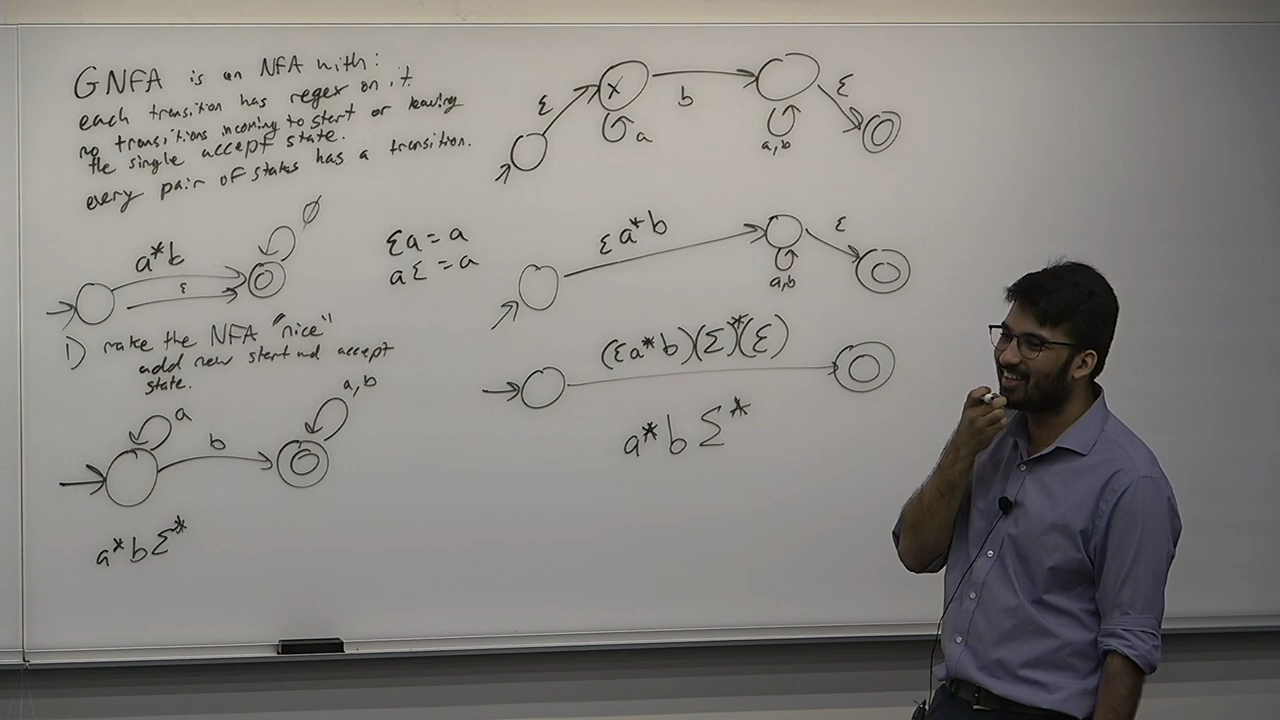 GNFA is an NFA with:
each transition has regex on it
no transitions incoming to start or leaving
the single accept state.
every pair of states has a transition.
a*b
ε
∅
εa = a
aε = a
1) make the NFA "nice"
add new start and accept
state.
a
b
a, b
a*bΣ*
ε
x
a
b
a,b
ε
εa*b
a,b
ε
(εa*b)(Σ)*(ε)
a*bΣ*